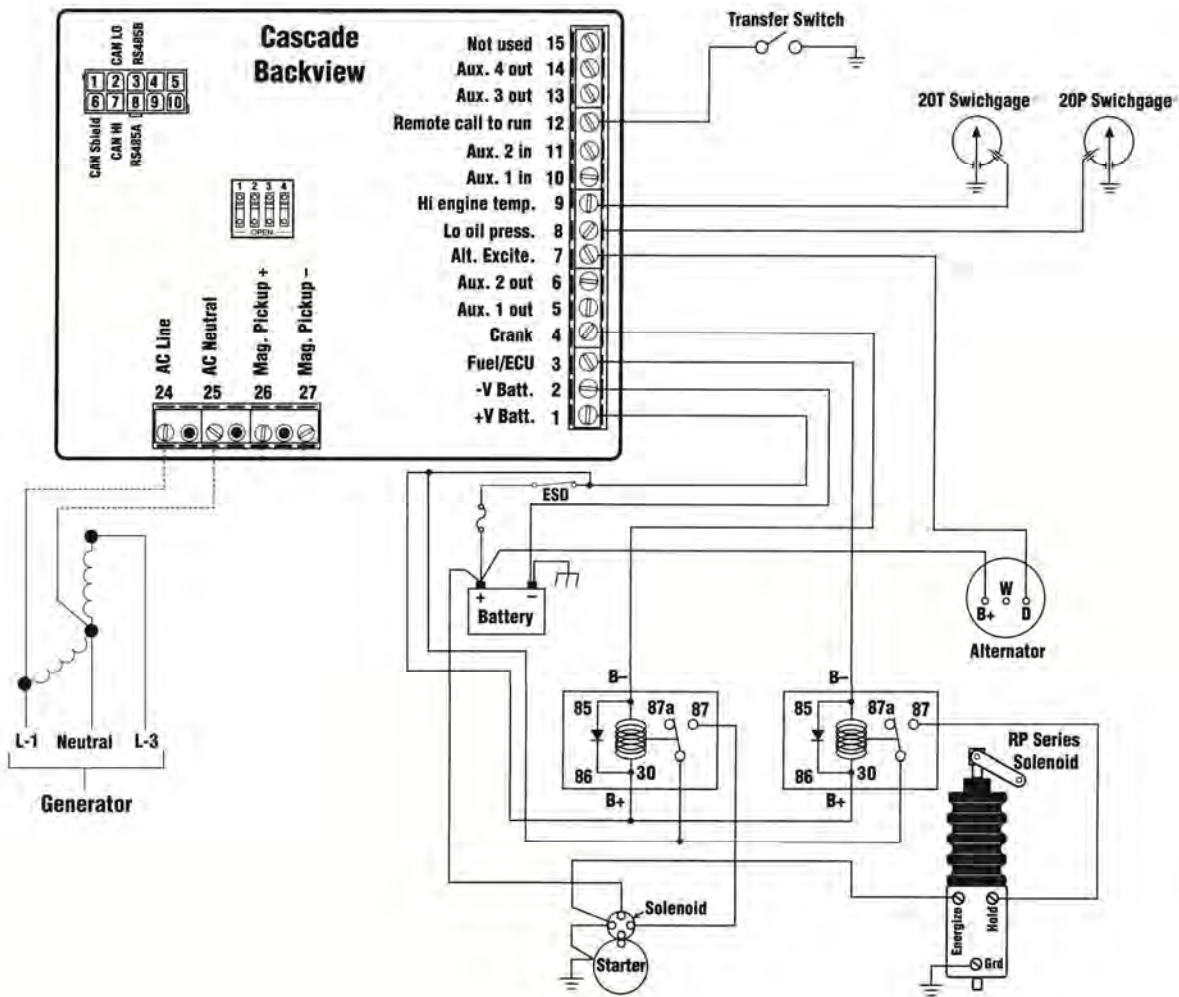 Cascade
Backview
CAN LO
RS485B
1 2 3 4 5
6 7 8 9 10
CAN Shield
CAN HI
RS485A
1 2 3 4
OPEN
Not used 15
Aux. 4 out 14
Aux. 3 out 13
Remote call to run 12
Aux. 2 in 11
Aux. 1 in 10
Hi engine temp. 9
Lo oil press. 8
Alt. Excite. 7
Aux. 2 out 6
Aux. 1 out 5
Crank 4
Fuel/ECU 3
-V Batt. 2
+V Batt. 1
AC Line
AC Neutral
Mag. Pickup +
Mag. Pickup –
24 25 26 27
Transfer Switch
20T Swichgage 20P Swichgage
ESD
+ –
Battery
B+ W D
Alternator
L-1 Neutral L-3
Generator
B–
85 87a 87
86 30
B+
B–
85 87a 87
86 30
B+
RP Series
Solenoid
Energize
Hold
Grd
Solenoid
Starter